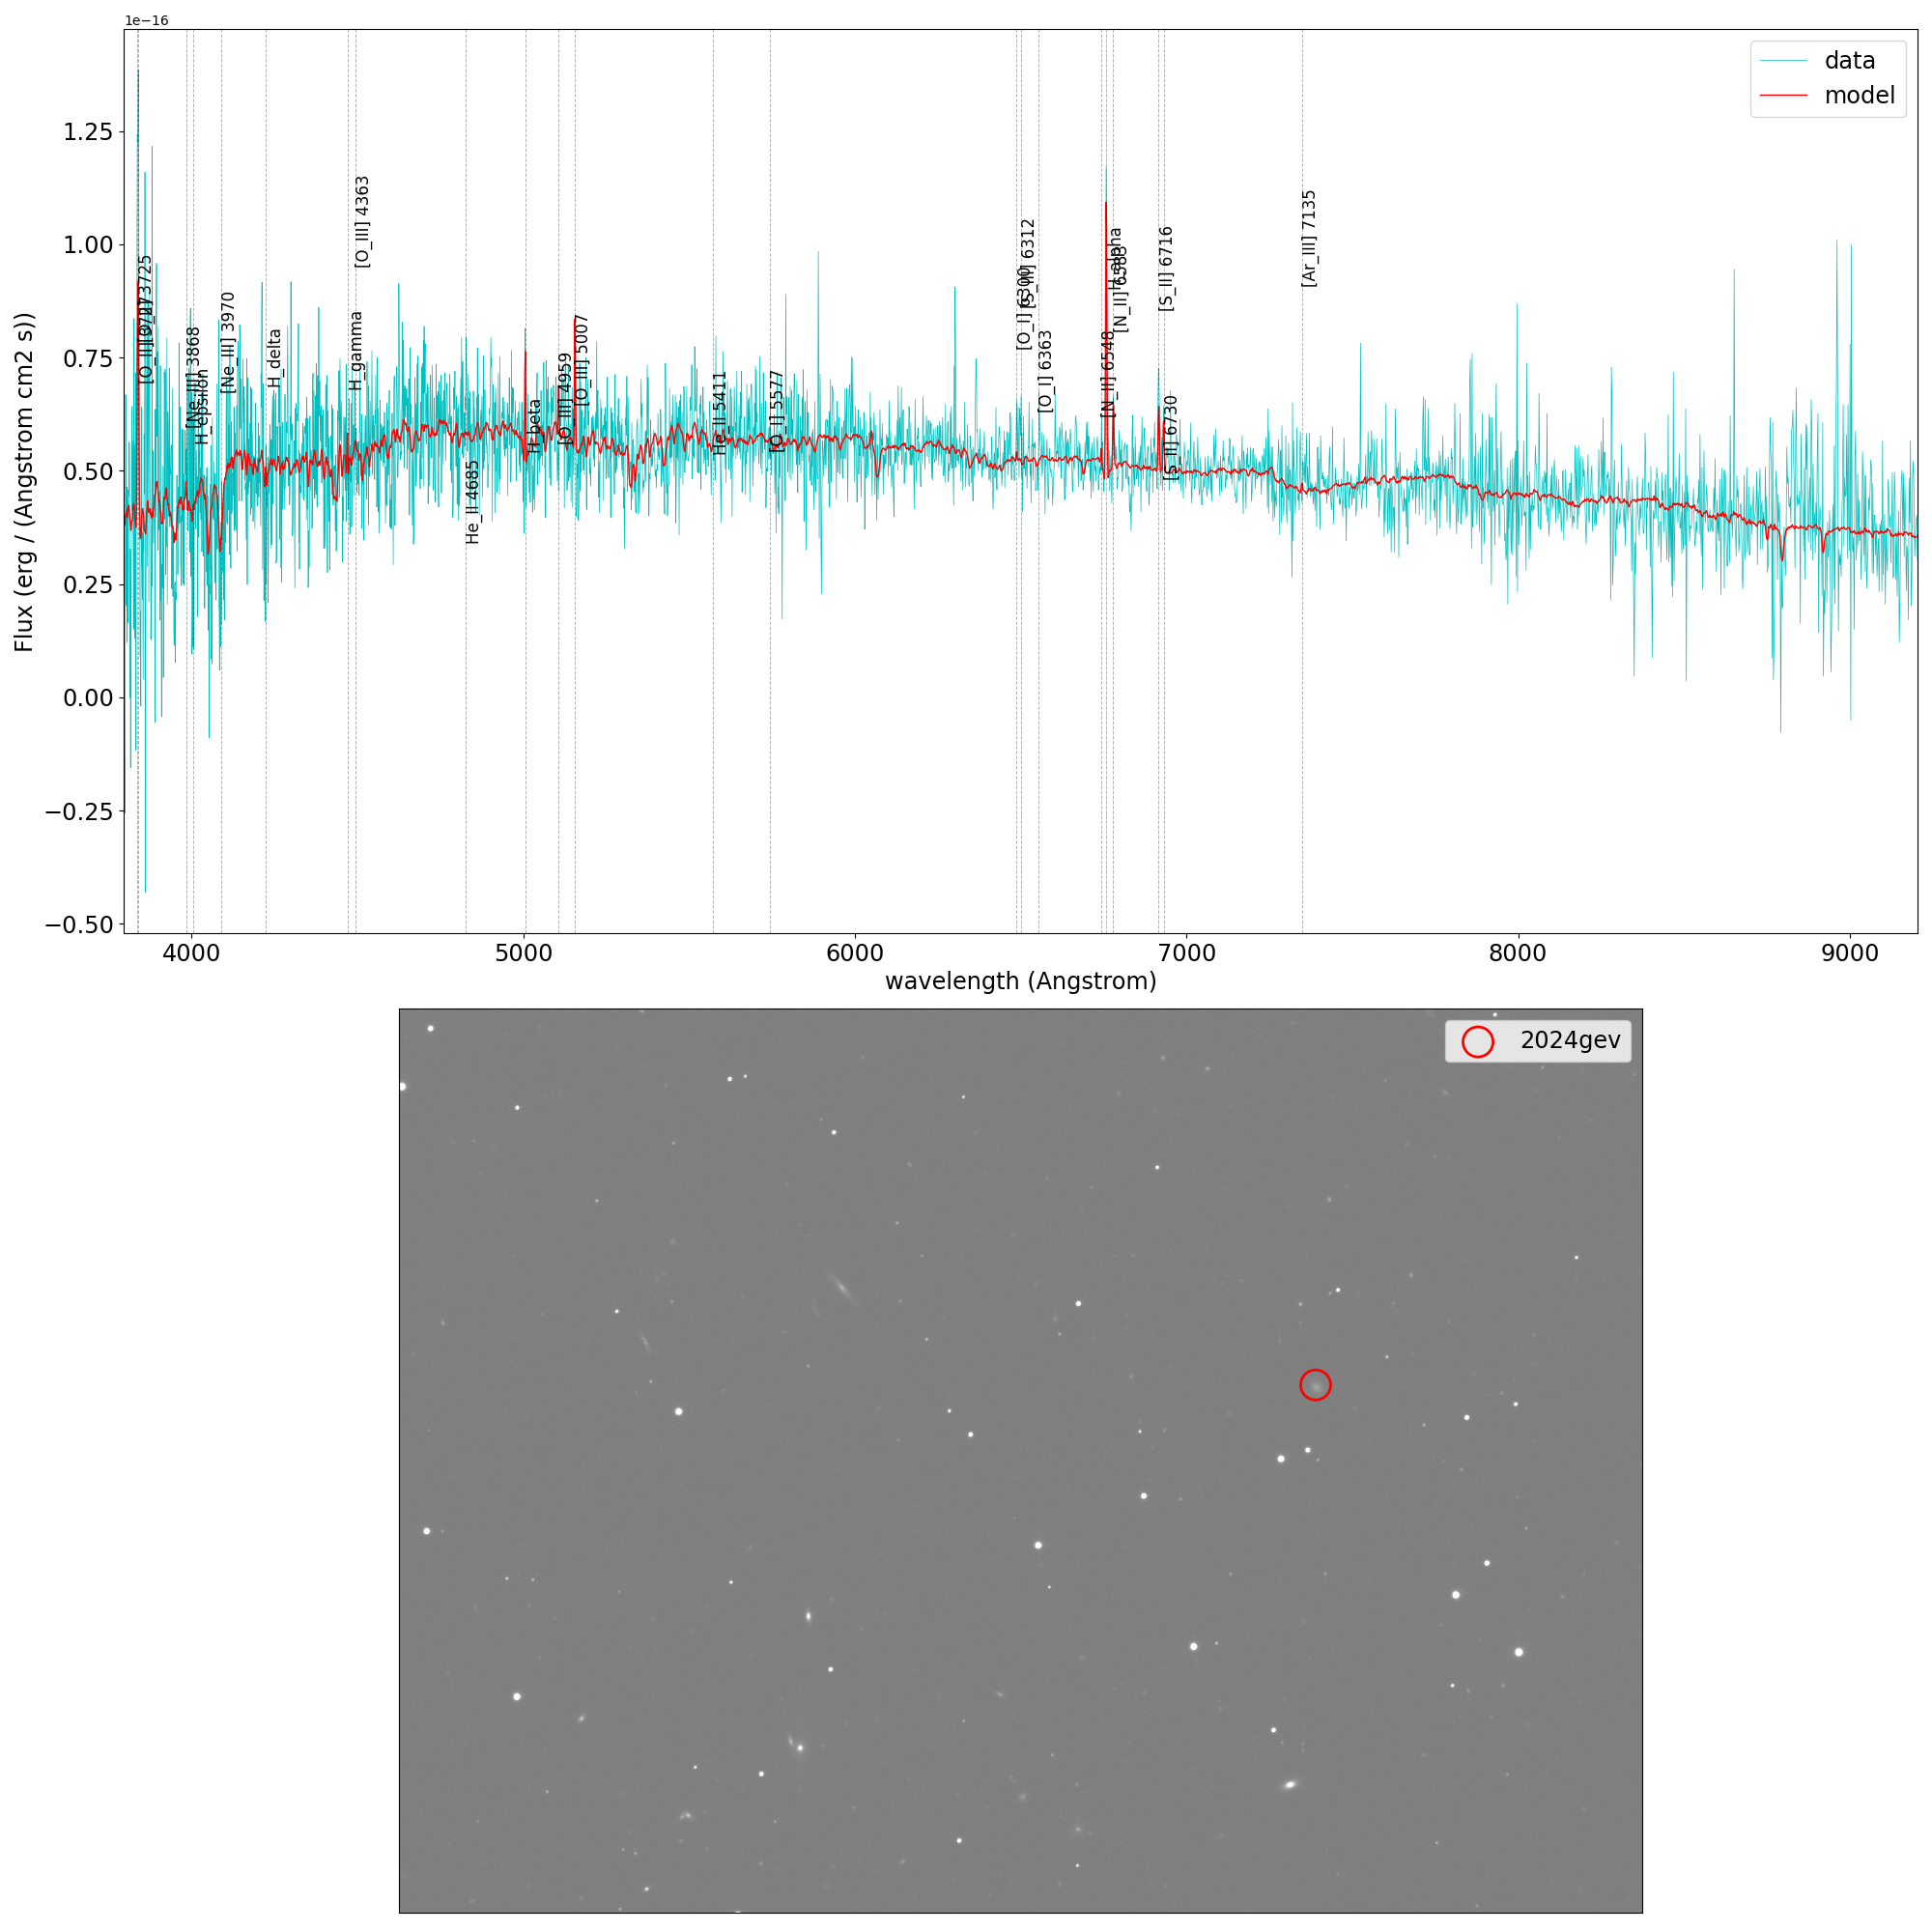 1e−16
data
model
1.25
1.00
0.75
0.50
0.25
0.00
−0.25
−0.50
Flux (erg / (Angstrom cm2 s))
[Ne_III] 3868
H_epsilon
[Ne_III] 3970
H_delta
H_gamma
[O_III] 4363
He_II 4685
H_beta
[O_III] 4959
[O_III] 5007
He_II 5411
[O_I] 5577
[O_I] 6300
[S_III] 6312
[O_I] 6363
[N_II] 6548
H_alpha
[N_II] 6583
[S_II] 6716
[S_II] 6730
[Ar_III] 7135
4000 5000 6000 7000 8000 9000
wavelength (Angstrom)
2024gev